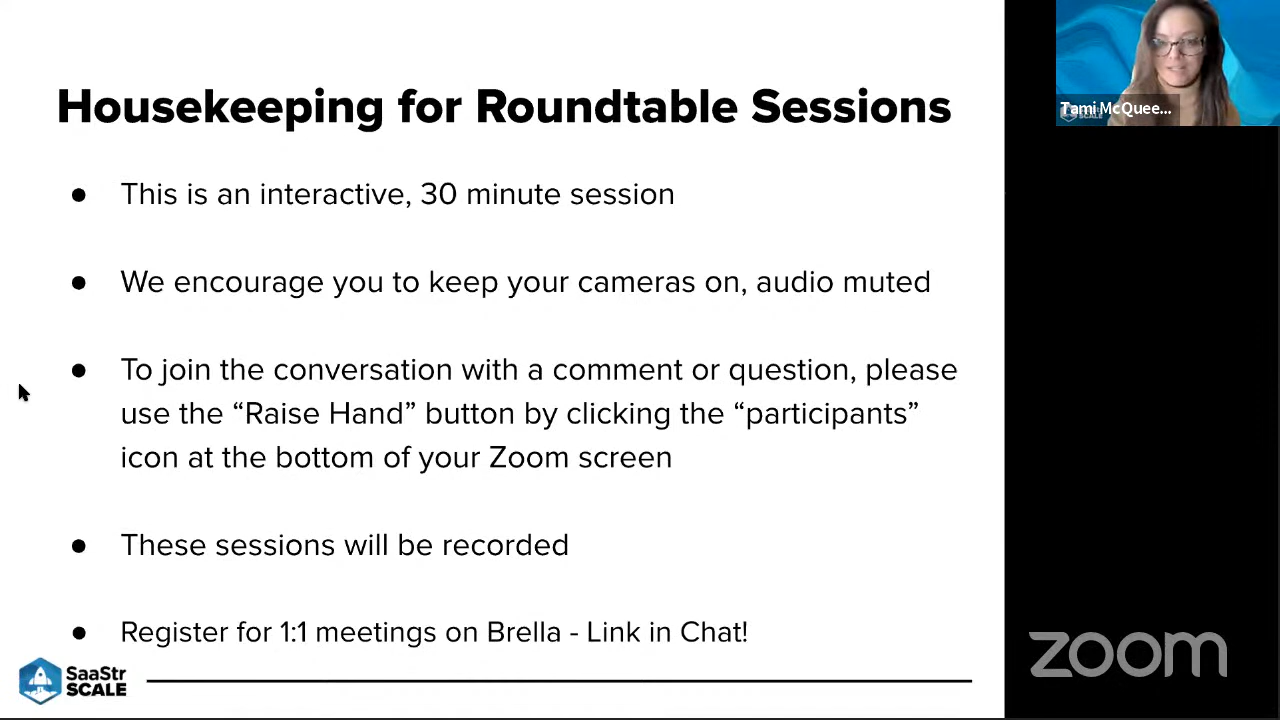 Housekeeping for Roundtable Sessions
● This is an interactive, 30 minute session
● We encourage you to keep your cameras on, audio muted
● To join the conversation with a comment or question, please
use the “Raise Hand” button by clicking the “participants”
icon at the bottom of your Zoom screen
● These sessions will be recorded
● Register for 1:1 meetings on Brella - Link in Chat!
SaaStr
SCALE
Tami McQuee...
SCALE
zoom